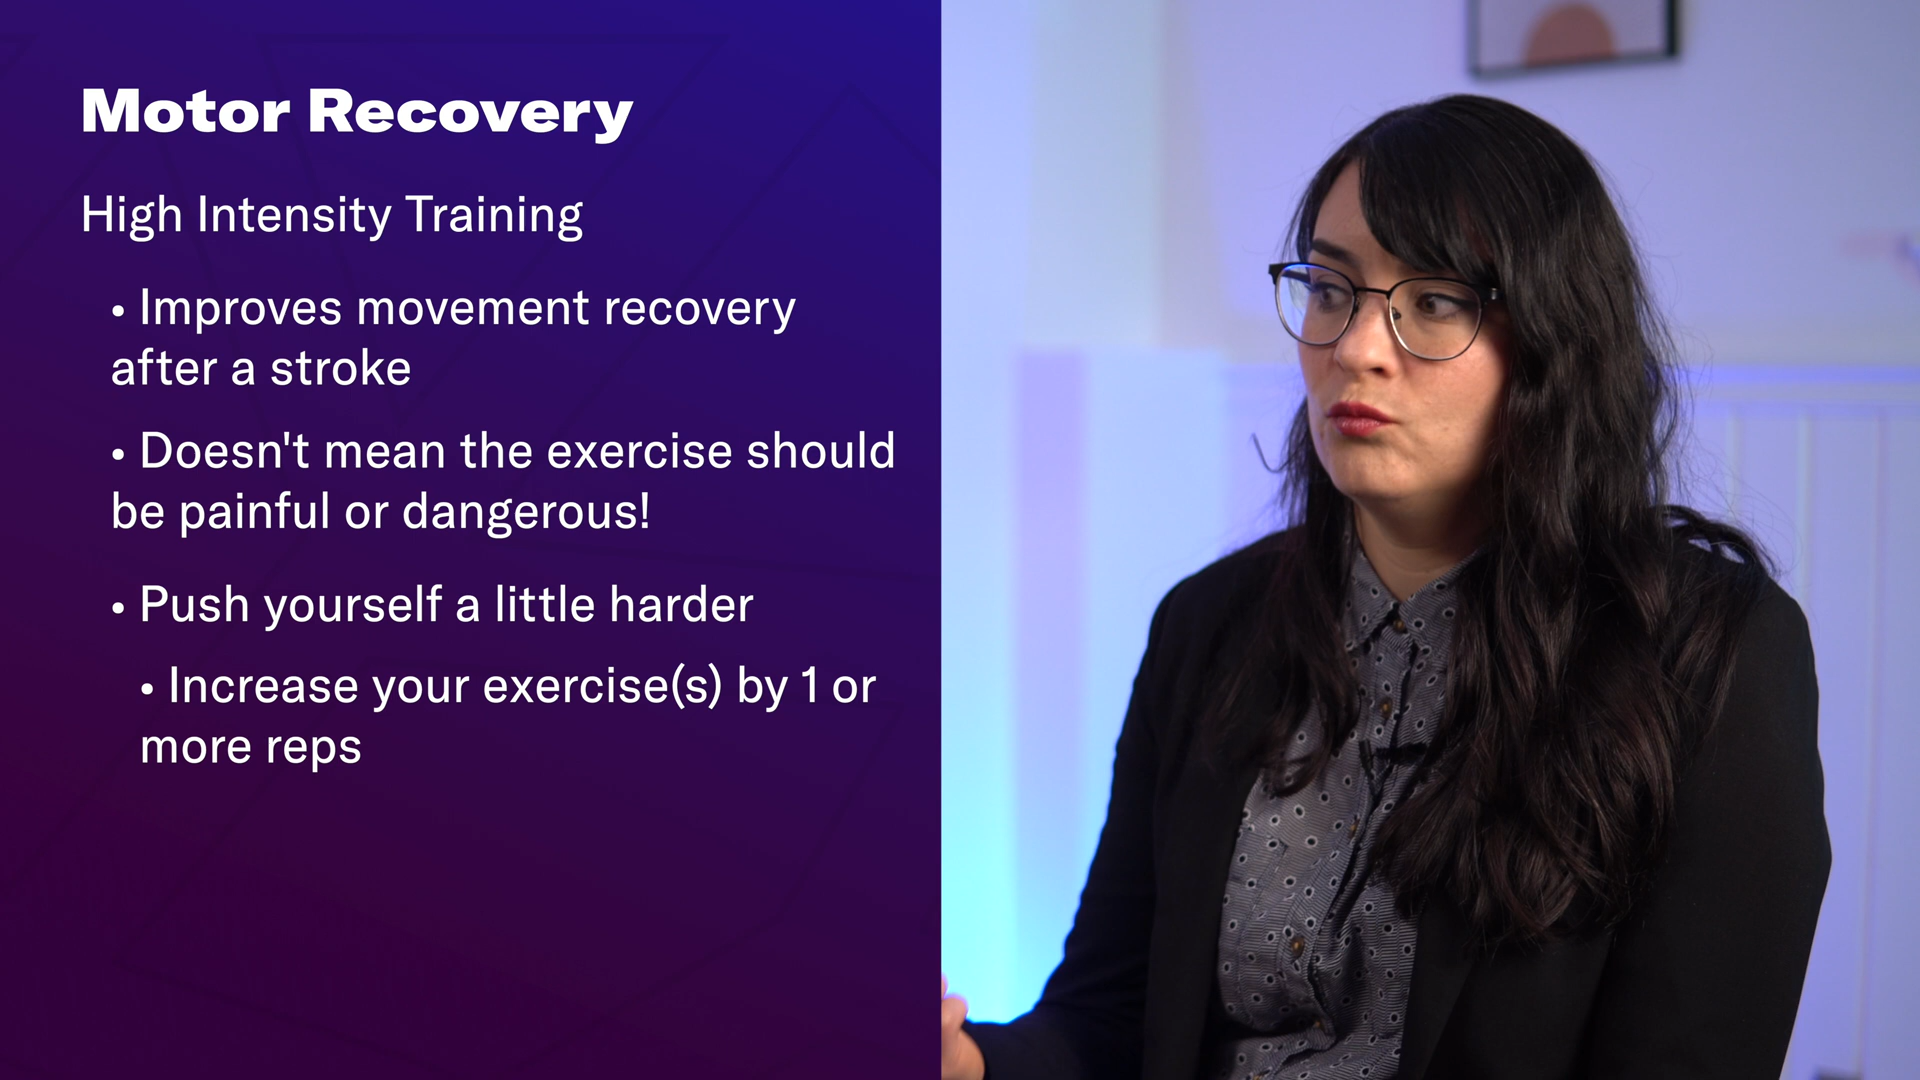 Motor Recovery
High Intensity Training
• Improves movement recovery
after a stroke
• Doesn't mean the exercise should
be painful or dangerous!
• Push yourself a little harder
• Increase your exercise(s) by 1 or
more reps